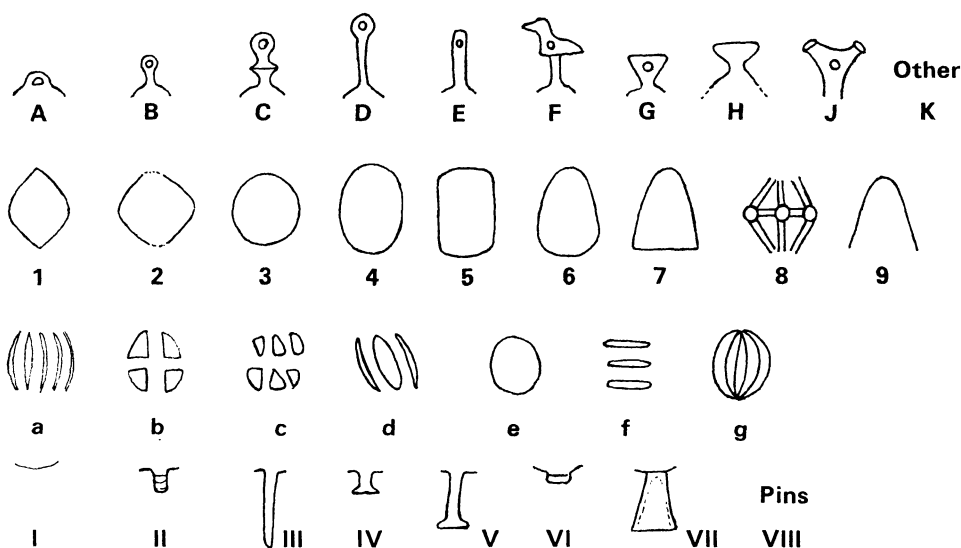 Other
A B C D E F G H J K
1 2 3 4 5 6 7 8 9
a b c d e f g
Pins
I II III IV V VI VII VIII